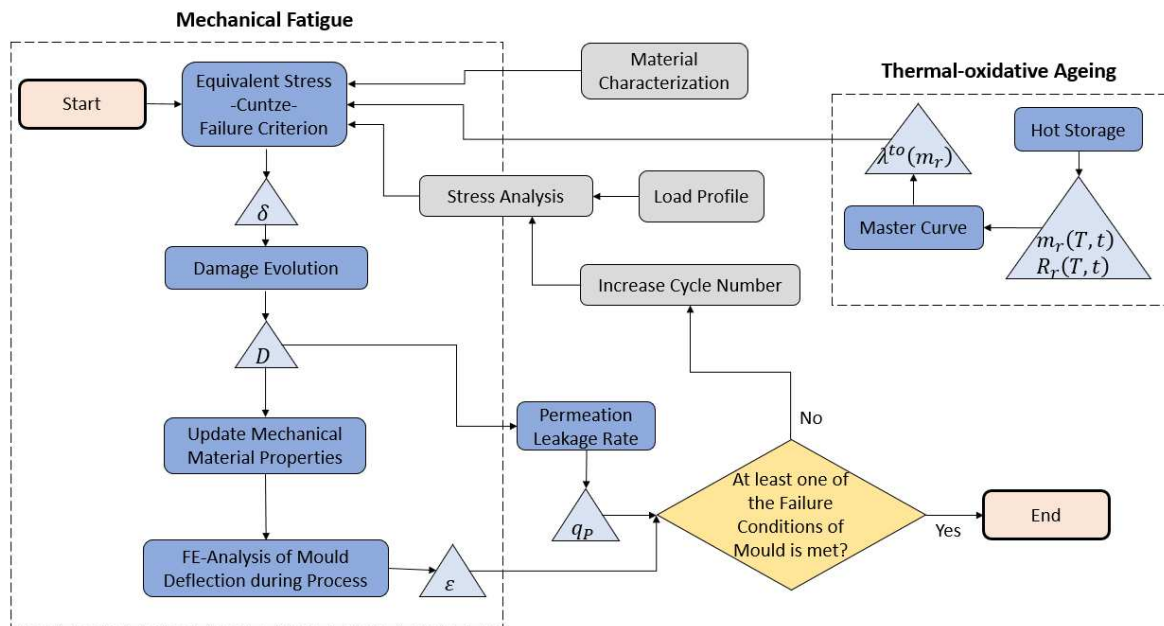 Mechanical Fatigue
Start
Equivalent Stress
-Cuntze-
Failure Criterion
Material
Characterization
Thermal-oxidative Ageing
λ^{to}(m_r)
Hot Storage
Master Curve
m_r(T, t)
R_r(T, t)
δ
Stress Analysis
Load Profile
Damage Evolution
Increase Cycle Number
D
Update Mechanical
Material Properties
Permeation
Leakage Rate
No
At least one of
the Failure
Conditions of
Mould is met?
Yes
End
q_P
FE-Analysis of Mould
Deflection during Process
ε